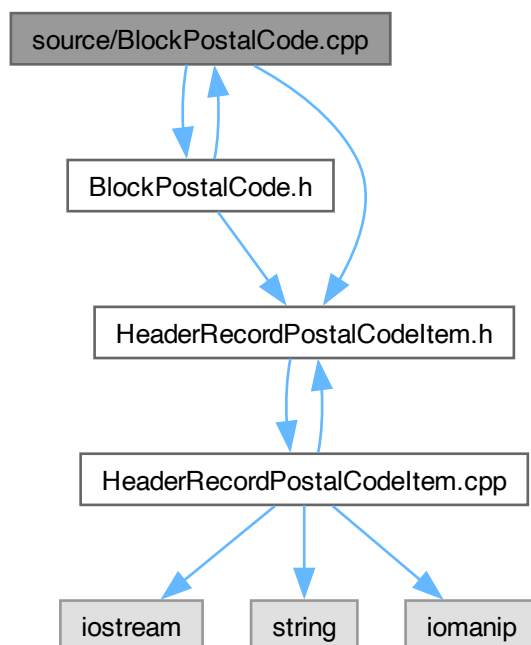 source/BlockPostalCode.cpp
BlockPostalCode.h
HeaderRecordPostalCodeItem.h
HeaderRecordPostalCodeItem.cpp
iostream
string
iomanip